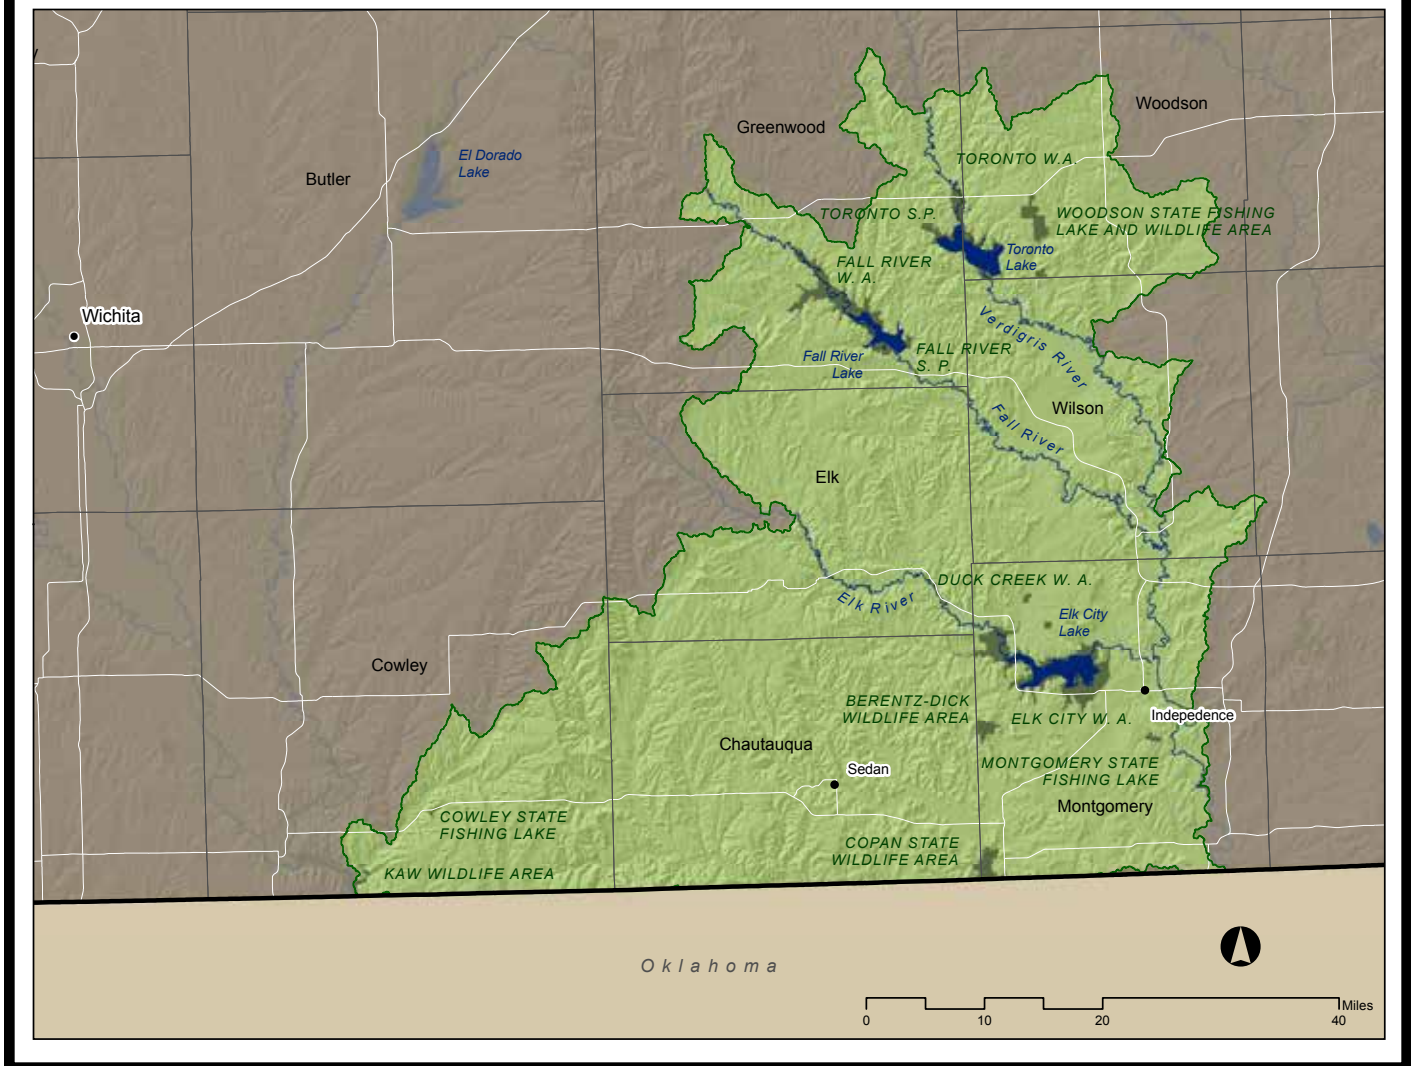 Woodson
Greenwood
El Dorado
Lake
TORONTO W.A.
Butler
TORONTO S.P.
WOODSON STATE FISHING
LAKE AND WILDLIFE AREA
Toronto
Lake
FALL RIVER
W. A.
Wichita
Verdigris River
FALL RIVER
S. P.
Fall River
Lake
Wilson
Fall River
Elk
DUCK CREEK W. A.
Elk River
Elk City
Lake
Cowley
BERENTZ-DICK
WILDLIFE AREA
ELK CITY W. A.
Indepedence
Chautauqua
Sedan
MONTGOMERY STATE
FISHING LAKE
Montgomery
COWLEY STATE
FISHING LAKE
COPAN STATE
WILDLIFE AREA
KAW WILDLIFE AREA
Oklahoma
Miles
0 10 20 40